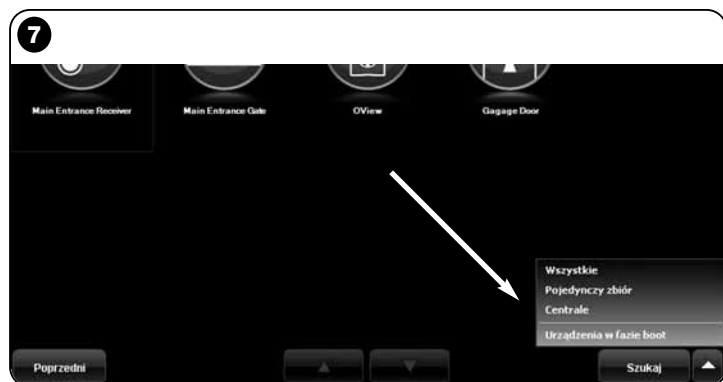 7
Main Entrance Receiver
Main Entrance Gate
OView
Gagage Door
Wszystkie
Pojedynczy zbiór
Centrale
Urządzenia w fazie boot
Poprzedni
Szukaj